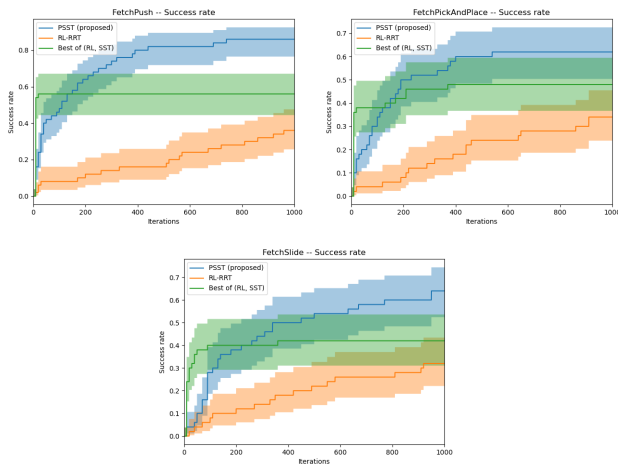 FetchPush -- Success rate
PSST (proposed)
RL-RRT
Best of (RL, SST)
Success rate
0.8
0.6
0.4
0.2
0.0
0
200
400
600
800
1000
Iterations
FetchPickAndPlace -- Success rate
PSST (proposed)
RL-RRT
Best of (RL, SST)
Success rate
0.7
0.6
0.5
0.4
0.3
0.2
0.1
0.0
0
200
400
600
800
1000
Iterations
FetchSlide -- Success rate
PSST (proposed)
RL-RRT
Best of (RL, SST)
Success rate
0.7
0.6
0.5
0.4
0.3
0.2
0.1
0.0
0
200
400
600
800
1000
Iterations